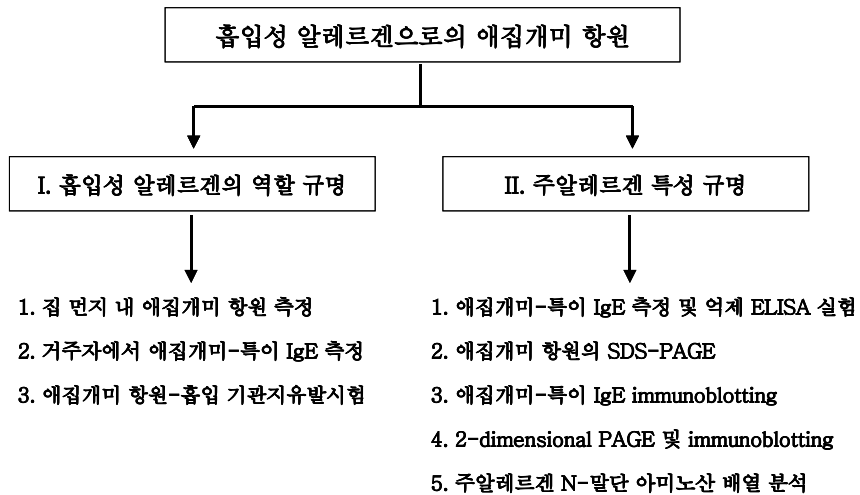 흡입성 알레르겐으로의 애집개미 항원
I. 흡입성 알레르겐의 역할 규명
II. 주알레르겐 특성 규명
1. 집 먼지 내 애집개미 항원 측정
2. 거주자에서 애집개미-특이 IgE 측정
3. 애집개미 항원-흡입 기관지유발시험
1. 애집개미-특이 IgE 측정 및 억제 ELISA 실험
2. 애집개미 항원의 SDS-PAGE
3. 애집개미-특이 IgE immunoblotting
4. 2-dimensional PAGE 및 immunoblotting
5. 주알레르겐 N-말단 아미노산 배열 분석